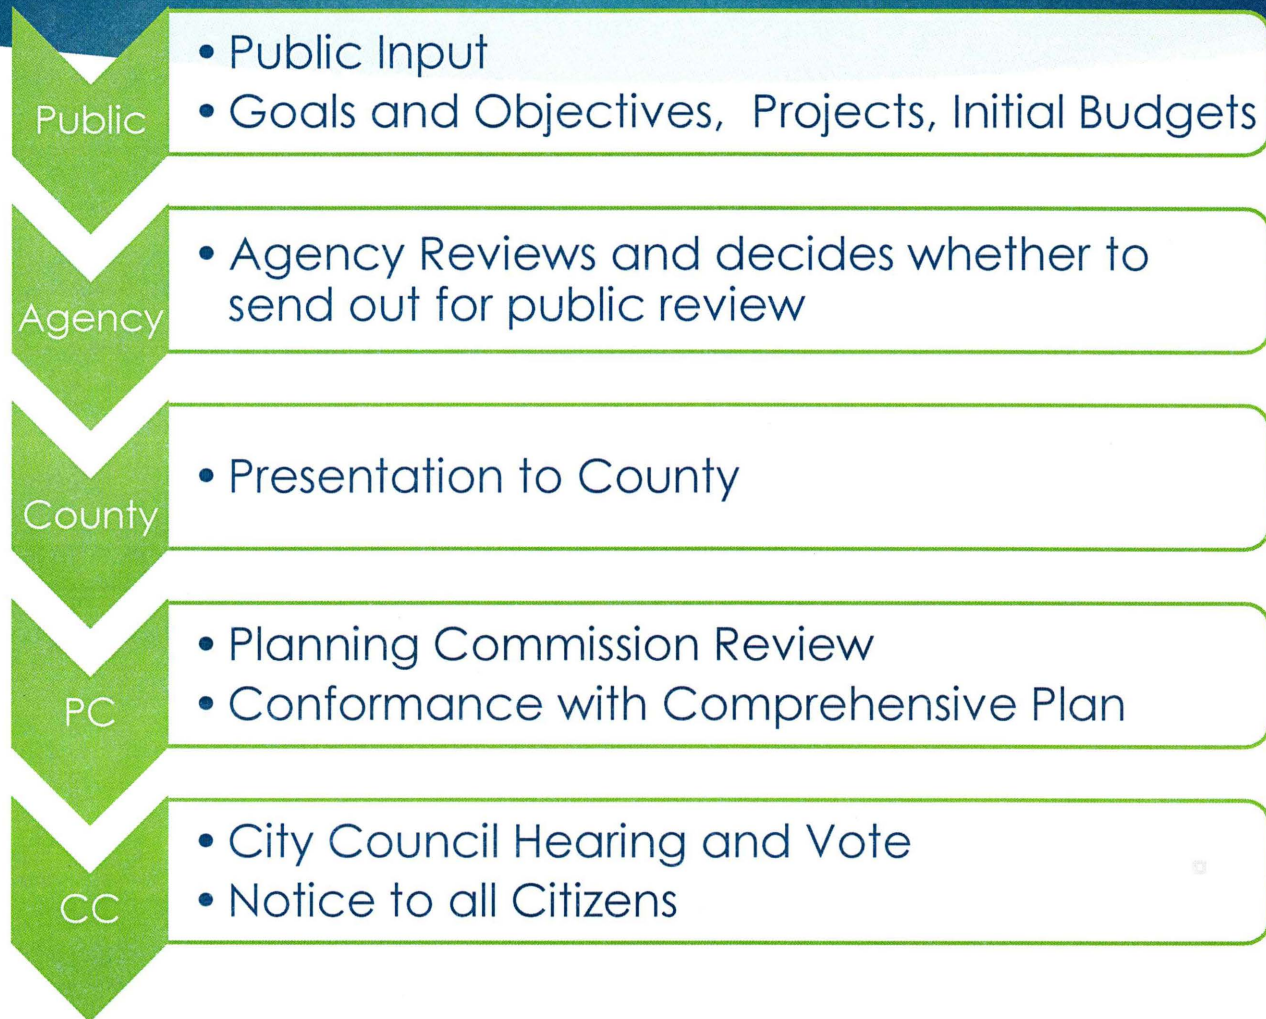 Public
• Public Input
• Goals and Objectives, Projects, Initial Budgets
Agency
• Agency Reviews and decides whether to
send out for public review
County
• Presentation to County
PC
• Planning Commission Review
• Conformance with Comprehensive Plan
CC
• City Council Hearing and Vote
• Notice to all Citizens